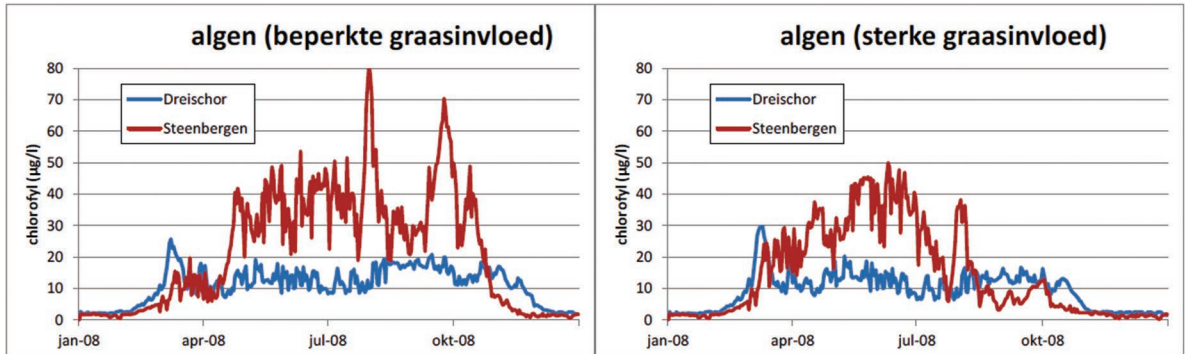 algen (beperkte graasinvloed)
chlorofyl (µg/l)
80
70
60
50
40
30
20
10
0
Dreischor
Steenbergen
jan-08
apr-08
jul-08
okt-08
algen (sterke graasinvloed)
chlorofyl (µg/l)
80
70
60
50
40
30
20
10
0
Dreischor
Steenbergen
jan-08
apr-08
jul-08
okt-08